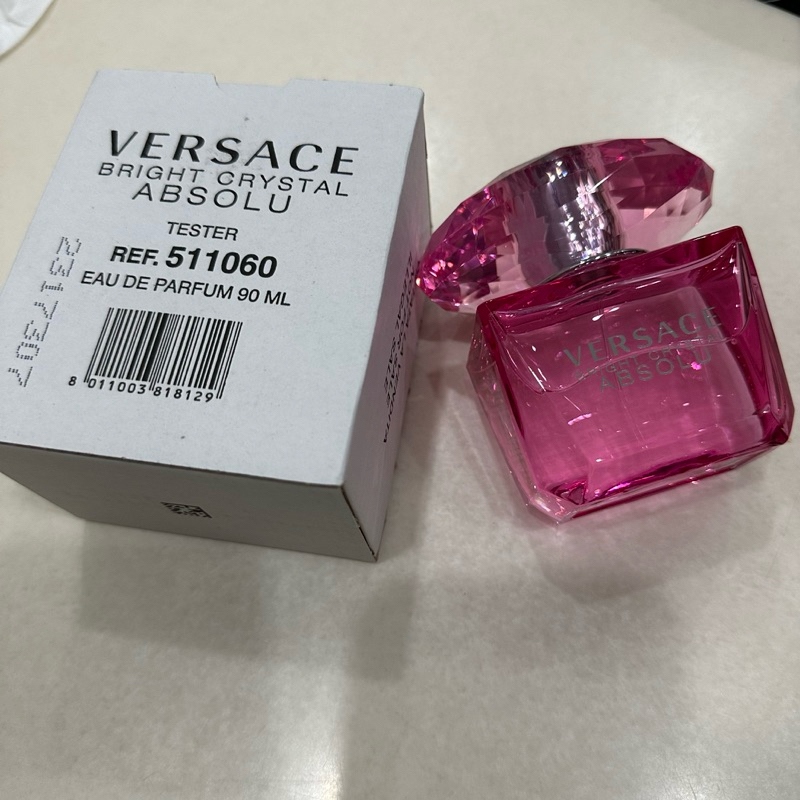 VERSACE
BRIGHT CRYSTAL
ABSOLU
TESTER
REF. 511060
EAU DE PARFUM 90 ML
8 011003 818129
VERSACE
BRIGHT CRYSTAL
ABSOLU